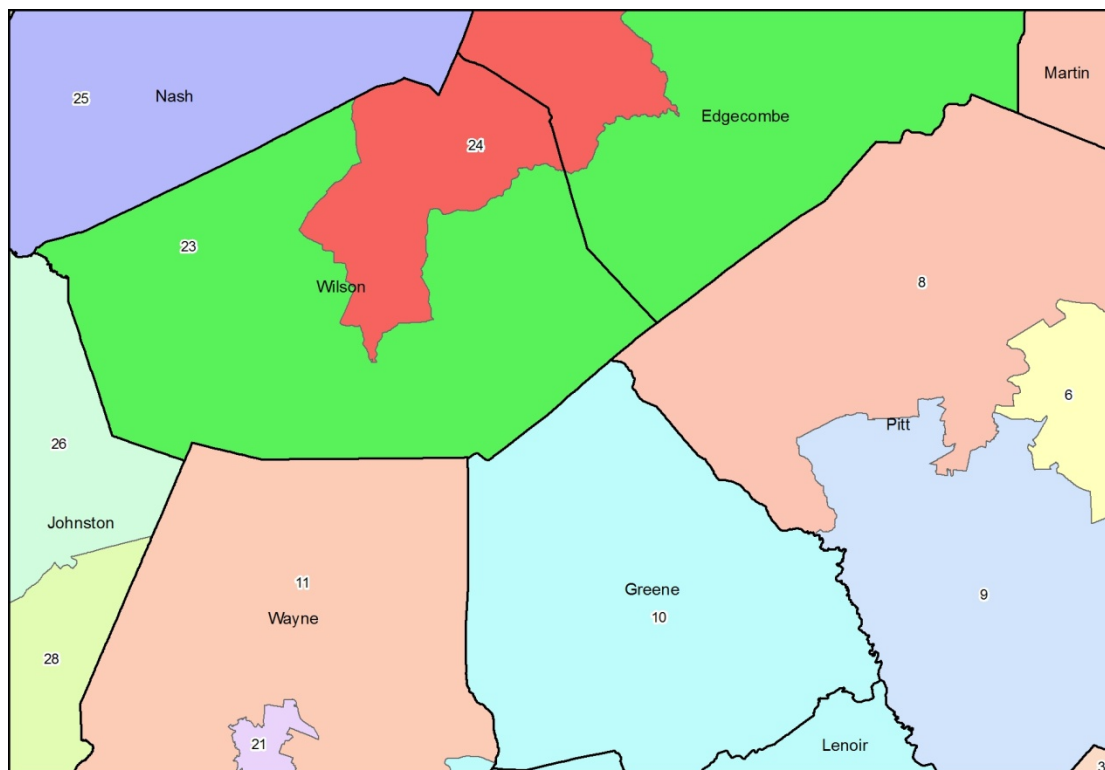 Martin
25
Nash
Edgecombe
24
23
Wilson
8
6
Pitt
26
Johnston
11
Greene
9
Wayne
10
28
21
Lenoir
3